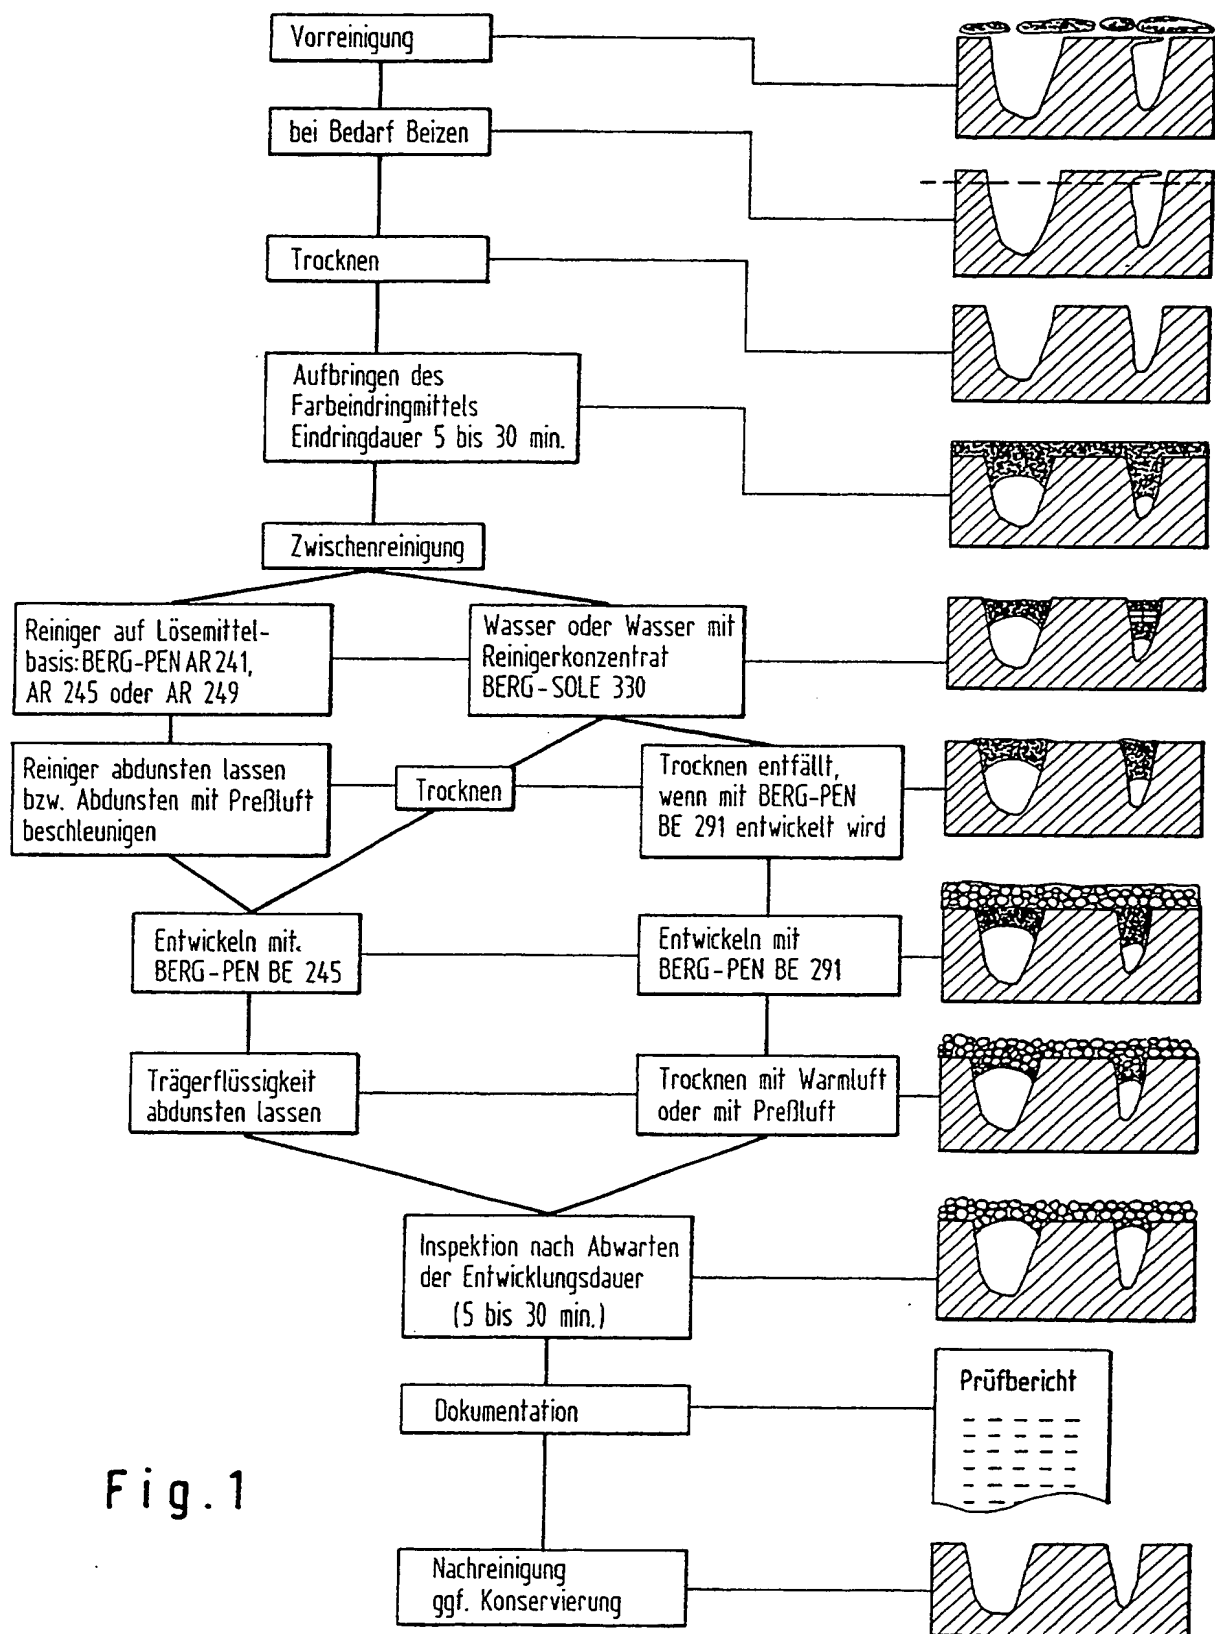 Vorreinigung
bei Bedarf Beizen
Trocknen
Aufbringen des
Farbeindringmittels
Eindringdauer 5 bis 30 min.
Zwischenreinigung
Reiniger auf Lösemittel-
basis: BERG-PEN AR 241,
AR 245 oder AR 249
Wasser oder Wasser mit
Reinigerkonzentrat
BERG-SOLE 330
Reiniger abdunsten lassen
bzw. Abdunsten mit Preßluft
beschleunigen
Trocknen
Trocknen entfällt,
wenn mit BERG-PEN
BE 291 entwickelt wird
Entwickeln mit
BERG-PEN BE 245
Entwickeln mit
BERG-PEN BE 291
Trägerflüssigkeit
abdunsten lassen
Trocknen mit Warmluft
oder mit Preßluft
Inspektion nach Abwarten
der Entwicklungsdauer
(5 bis 30 min.)
Dokumentation
Prüfbericht
Nachreinigung
ggf. Konservierung
Fig. 1